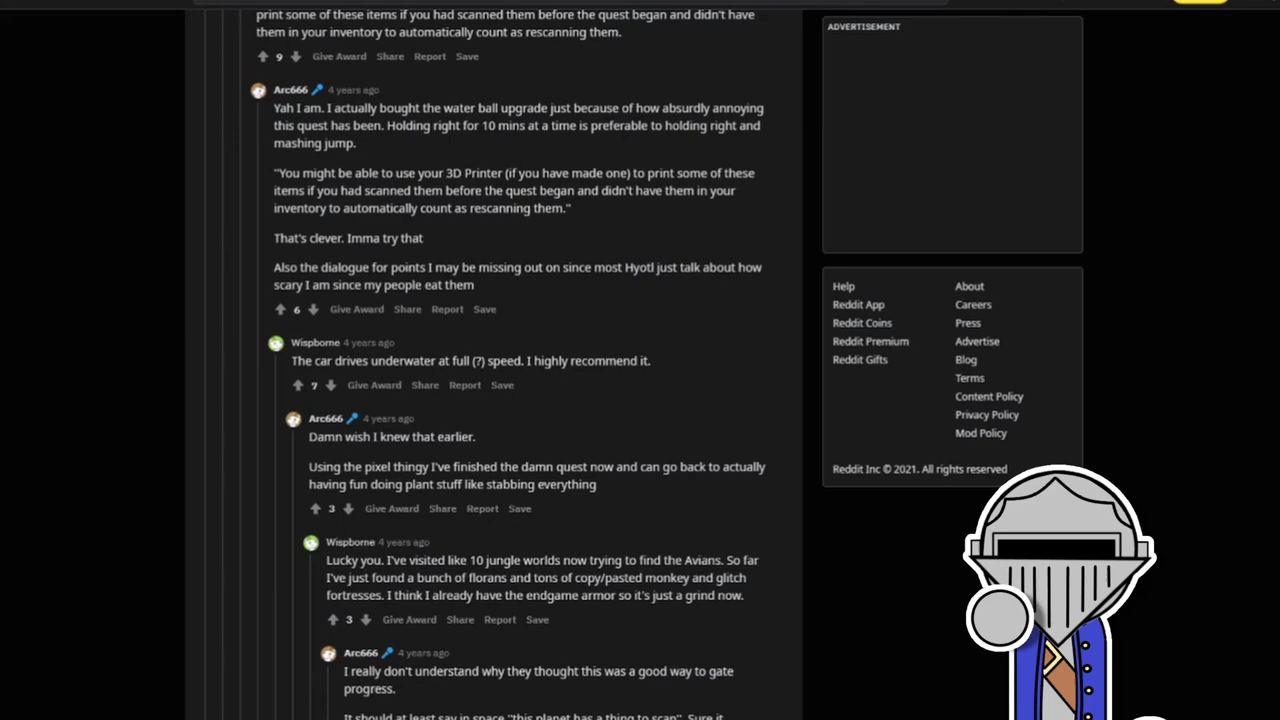 print some of these items if you had scanned them before the quest began and didn't have
them in your inventory to automatically count as rescanning them.
9 Give Award Share Report Save
Arc666 4 years ago
Yah I am. I actually bought the water ball upgrade just because of how absurdly annoying
this quest has been. Holding right for 10 mins at a time is preferable to holding right and
mashing jump.
"You might be able to use your 3D Printer (if you have made one) to print some of these
items if you had scanned them before the quest began and didn't have them in your
inventory to automatically count as rescanning them."
That's clever. Imma try that
Also the dialogue for points I may be missing out on since most Hyotl just talk about how
scary I am since my people eat them
6 Give Award Share Report Save
Wispborne 4 years ago
The car drives underwater at full (?) speed. I highly recommend it.
7 Give Award Share Report Save
Arc666 4 years ago
Damn wish I knew that earlier.
Using the pixel thingy I've finished the damn quest now and can go back to actually
having fun doing plant stuff like stabbing everything
3 Give Award Share Report Save
Wispborne 4 years ago
Lucky you. I've visited like 10 jungle worlds now trying to find the Avians. So far
I've just found a bunch of florans and tons of copy/pasted monkey and glitch
fortresses. I think I already have the endgame armor so it's just a grind now.
3 Give Award Share Report Save
Arc666 4 years ago
I really don't understand why they thought this was a good way to gate
progress.
It should at least say in space "this planet has a thing to scan". Sure it
ADVERTISEMENT
Help About
Reddit App Careers
Reddit Coins Press
Reddit Premium Advertise
Reddit Gifts Blog
Terms
Content Policy
Privacy Policy
Mod Policy
Reddit Inc © 2021. All rights reserved